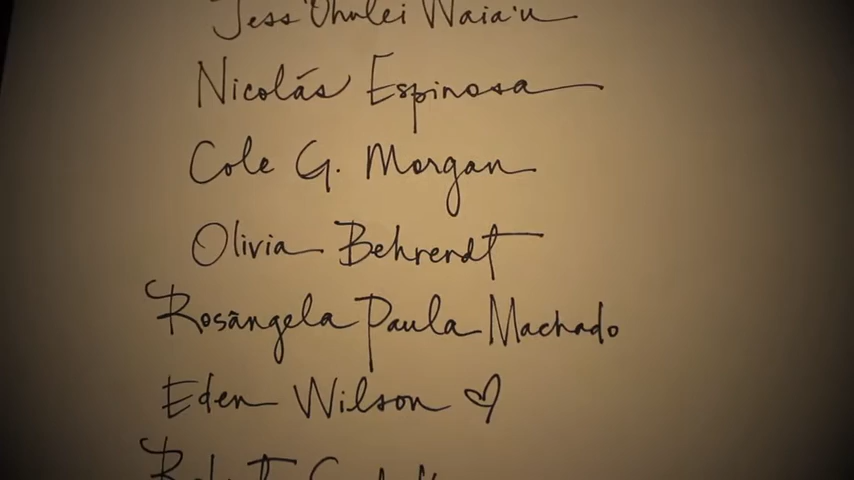 Jess 'Ohulei Waia'u
Nicolás Espinosa
Cole G. Morgan
Olivia Behrendt
Rosângela Paula Machado
Eden Wilson